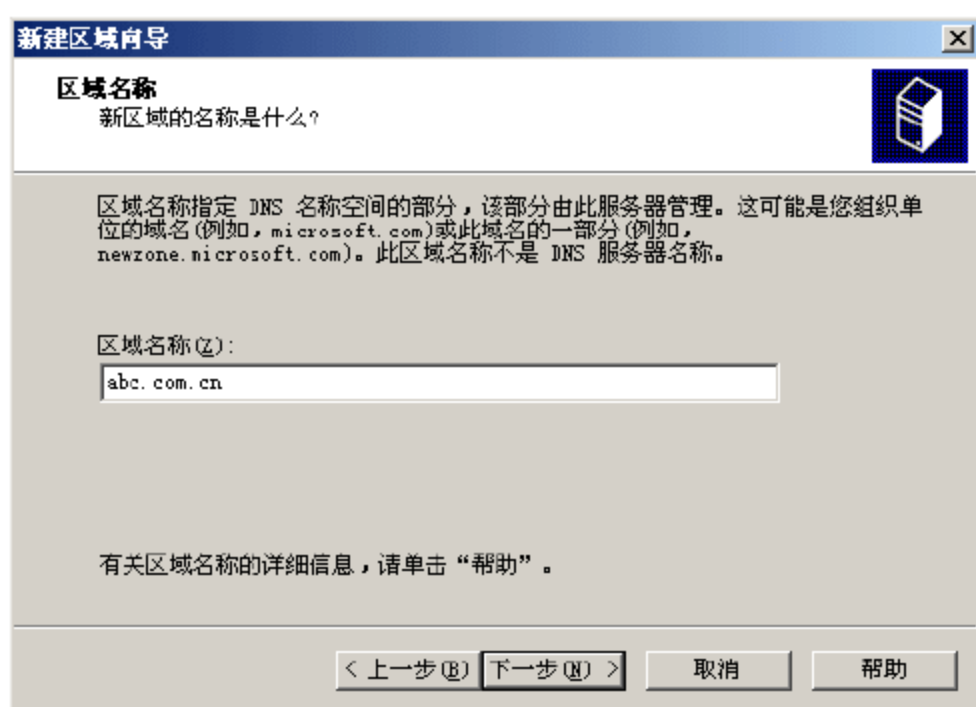 新建区域向导
区域名称
新区域的名称是什么?
区域名称指定 DNS 名称空间的部分，该部分由此服务器管理。这可能是您组织单
位的域名(例如，microsoft.com)或此域名的一部分(例如，
newzone.microsoft.com)。此区域名称不是 DNS 服务器名称。
区域名称(Z):
abc.com.cn
有关区域名称的详细信息，请单击“帮助”。
< 上一步(B) 下一步(N) > 取消 帮助